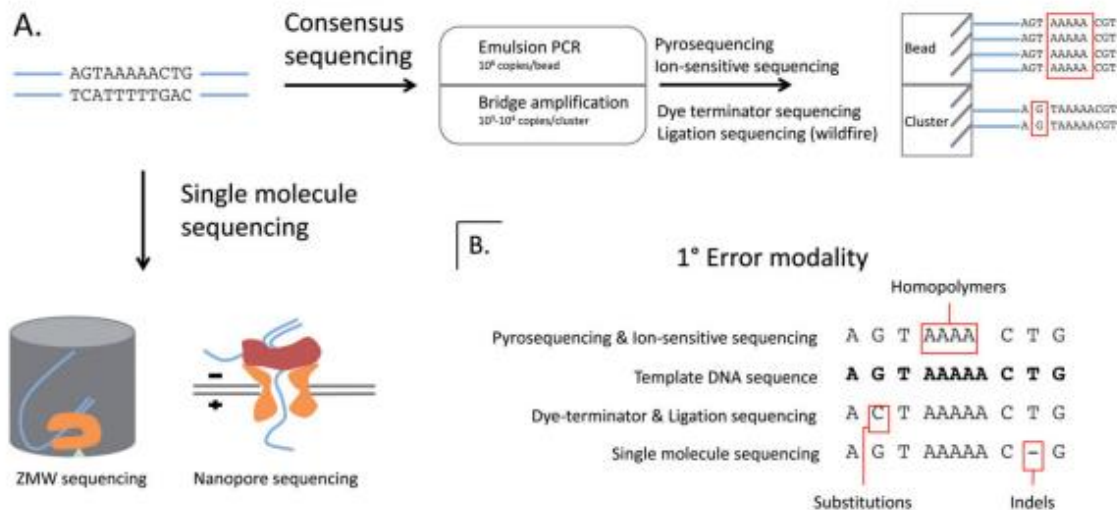 A.
AGTAAAAACTG
TCATTTTTGAC
Consensus
sequencing
Emulsion PCR
10⁶ copies/bead
Bridge amplification
10³-10⁴ copies/cluster
Pyrosequencing
Ion-sensitive sequencing
Dye terminator sequencing
Ligation sequencing (wildfire)
Bead
AGT AAAAA CGT
AGT AAAAA CGT
AGT AAAAA CGT
AGT AAAAA CGT
Cluster
A G TAAAAACGT
A G TAAAAACGT
Single molecule
sequencing
-
+
ZMW sequencing
Nanopore sequencing
B.
1° Error modality
Homopolymers
Pyrosequencing & Ion-sensitive sequencing A G T AAAA C T G
Template DNA sequence A G T AAAAA C T G
Dye-terminator & Ligation sequencing A C T AAAAA C T G
Single molecule sequencing A G T AAAAA C - G
Substitutions
Indels